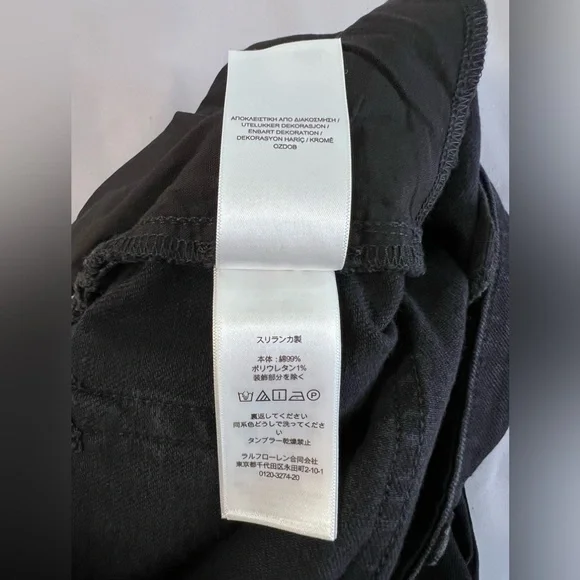 ΑΠΟΚΛΕΙΣΤΙΚΗ ΑΠΟ ΔΙΑΚΟΣΜΗΣΗ /
UTELUKKER DEKORASJON /
ENBART DEKORATION /
DEKORASYON HARIÇ / KROMĚ
OZDOB
スリランカ製
本体：綿99%
ポリウレタン1%
装飾部分を除く
P
裏返してください
同系色どうしで洗ってくださ
い
タンブラー乾燥禁止
ラルフローレン合同会社
東京都千代田区永田町2-10-1
0120-3274-20